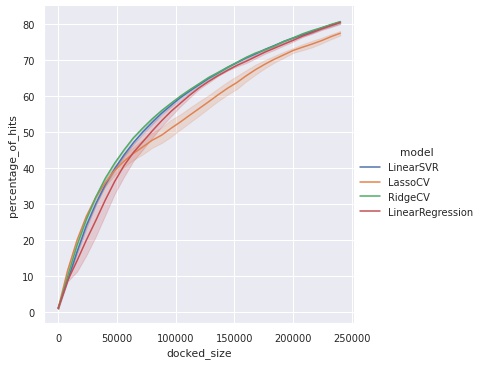 80
70
60
50
40
30
20
10
0
percentage_of_hits
0 50000 100000 150000 200000 250000
docked_size
model
LinearSVR
LassoCV
RidgeCV
LinearRegression